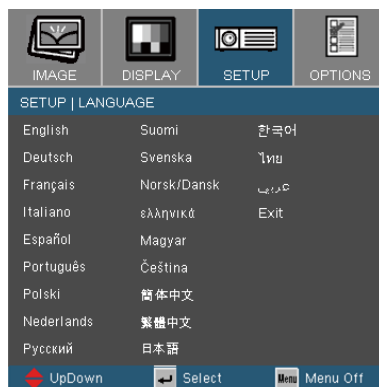 IMAGE DISPLAY SETUP OPTIONS
SETUP | LANGUAGE
English Suomi 한국어
Deutsch Svenska ไทย
Français Norsk/Dansk عربي
Italiano ελληνικά Exit
Español Magyar
Português Čeština
Polski 簡体中文
Nederlands 繁體中文
Русский 日本語
UpDown Select Menu Menu Off